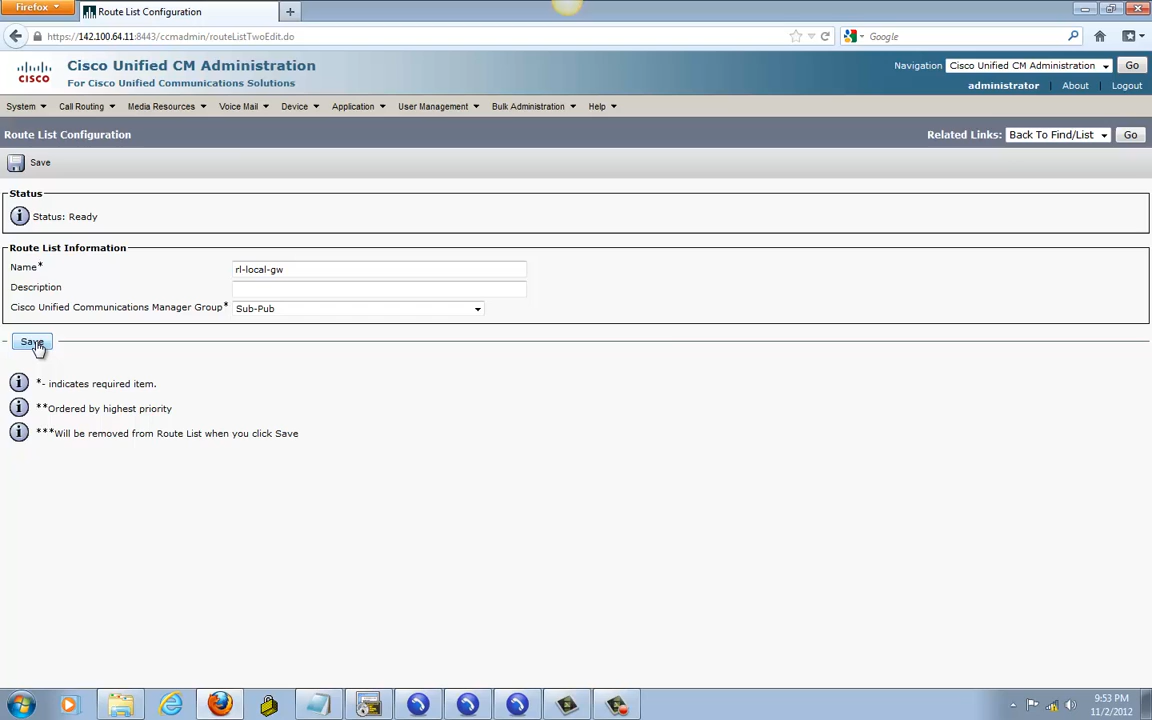 Firefox
Route List Configuration
https://142.100.64.11:8443/ccmadmin/routeListTwoEdit.do
Google
CISCO
Cisco Unified CM Administration
For Cisco Unified Communications Solutions
Navigation Cisco Unified CM Administration Go
administrator | About | Logout
System Call Routing Media Resources Voice Mail Device Application User Management Bulk Administration Help
Route List Configuration
Related Links: Back To Find/List Go
Save
Status
Status: Ready
Route List Information
Name* rl-local-gw
Description
Cisco Unified Communications Manager Group* Sub-Pub
Save
*- indicates required item.
**Ordered by highest priority
***Will be removed from Route List when you click Save
9:53 PM
11/2/2012